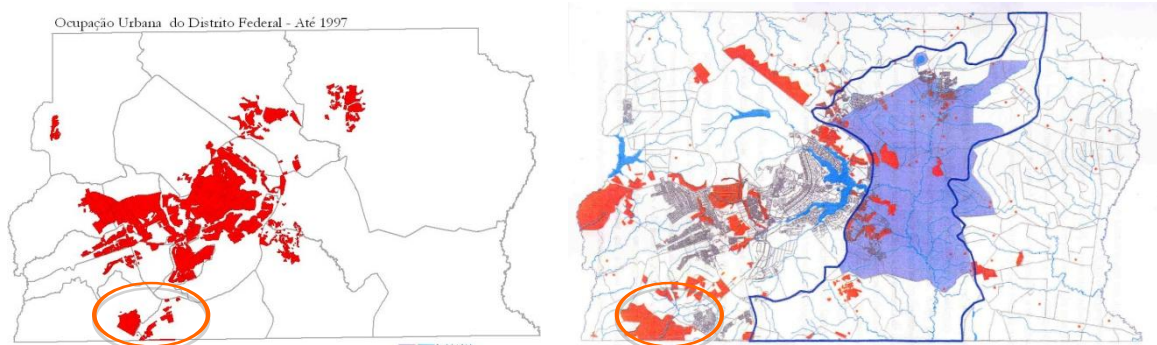 Ocupação Urbana do Distrito Federal - Até 1997